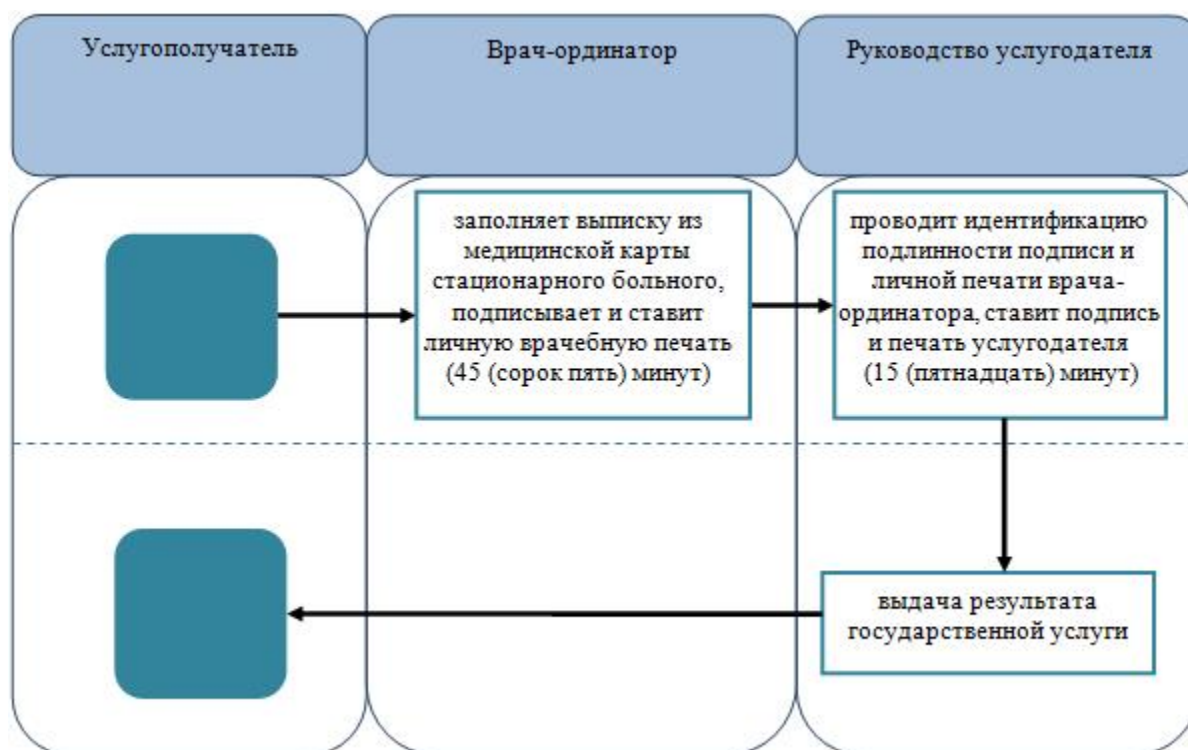 Услугополучатель
Врач-ординатор
Руководство услугодателя
заполняет выписку из
медицинской карты
стационарного больного,
подписывает и ставит
личную врачебную печать
(45 (сорок пять) минут)
проводит идентификацию
подлинности подписи и
личной печати врача-
ординатора, ставит подпись
и печать услугодателя
(15 (пятнадцать) минут)
выдача результата
государственной услуги